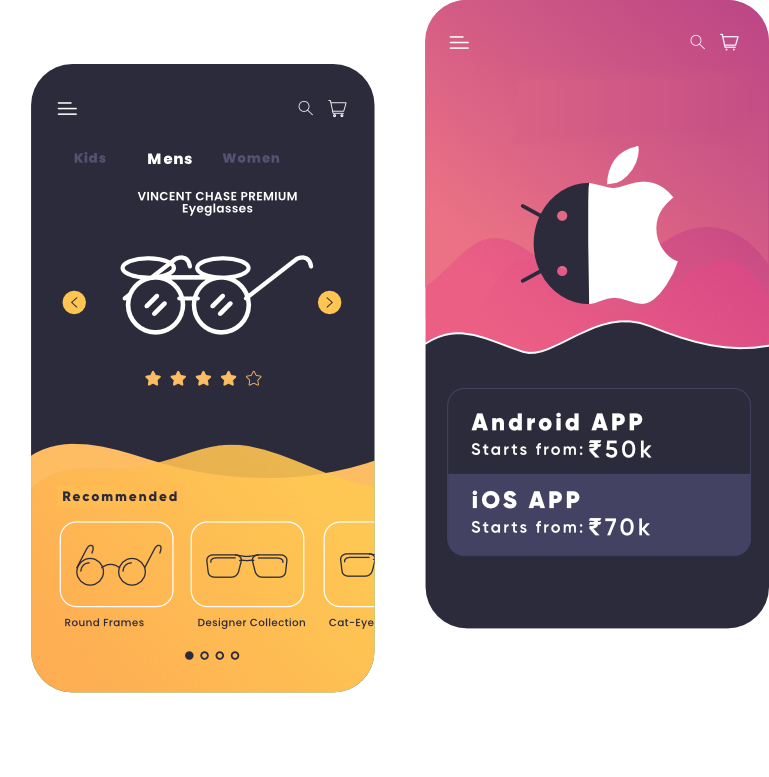 Kids Mens Women
VINCENT CHASE PREMIUM
Eyeglasses
Recommended
Round Frames Designer Collection Cat-Eye
Android APP
Starts from: ₹50k
iOS APP
Starts from: ₹70k